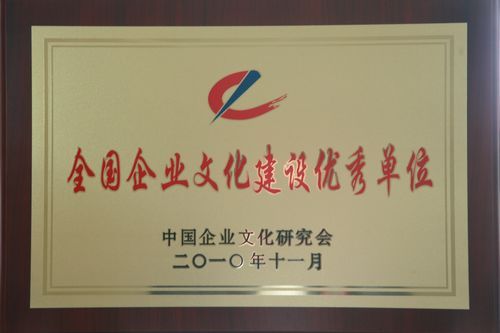 全国企业文化建设优秀单位
中国企业文化研究会
二〇一〇年十一月